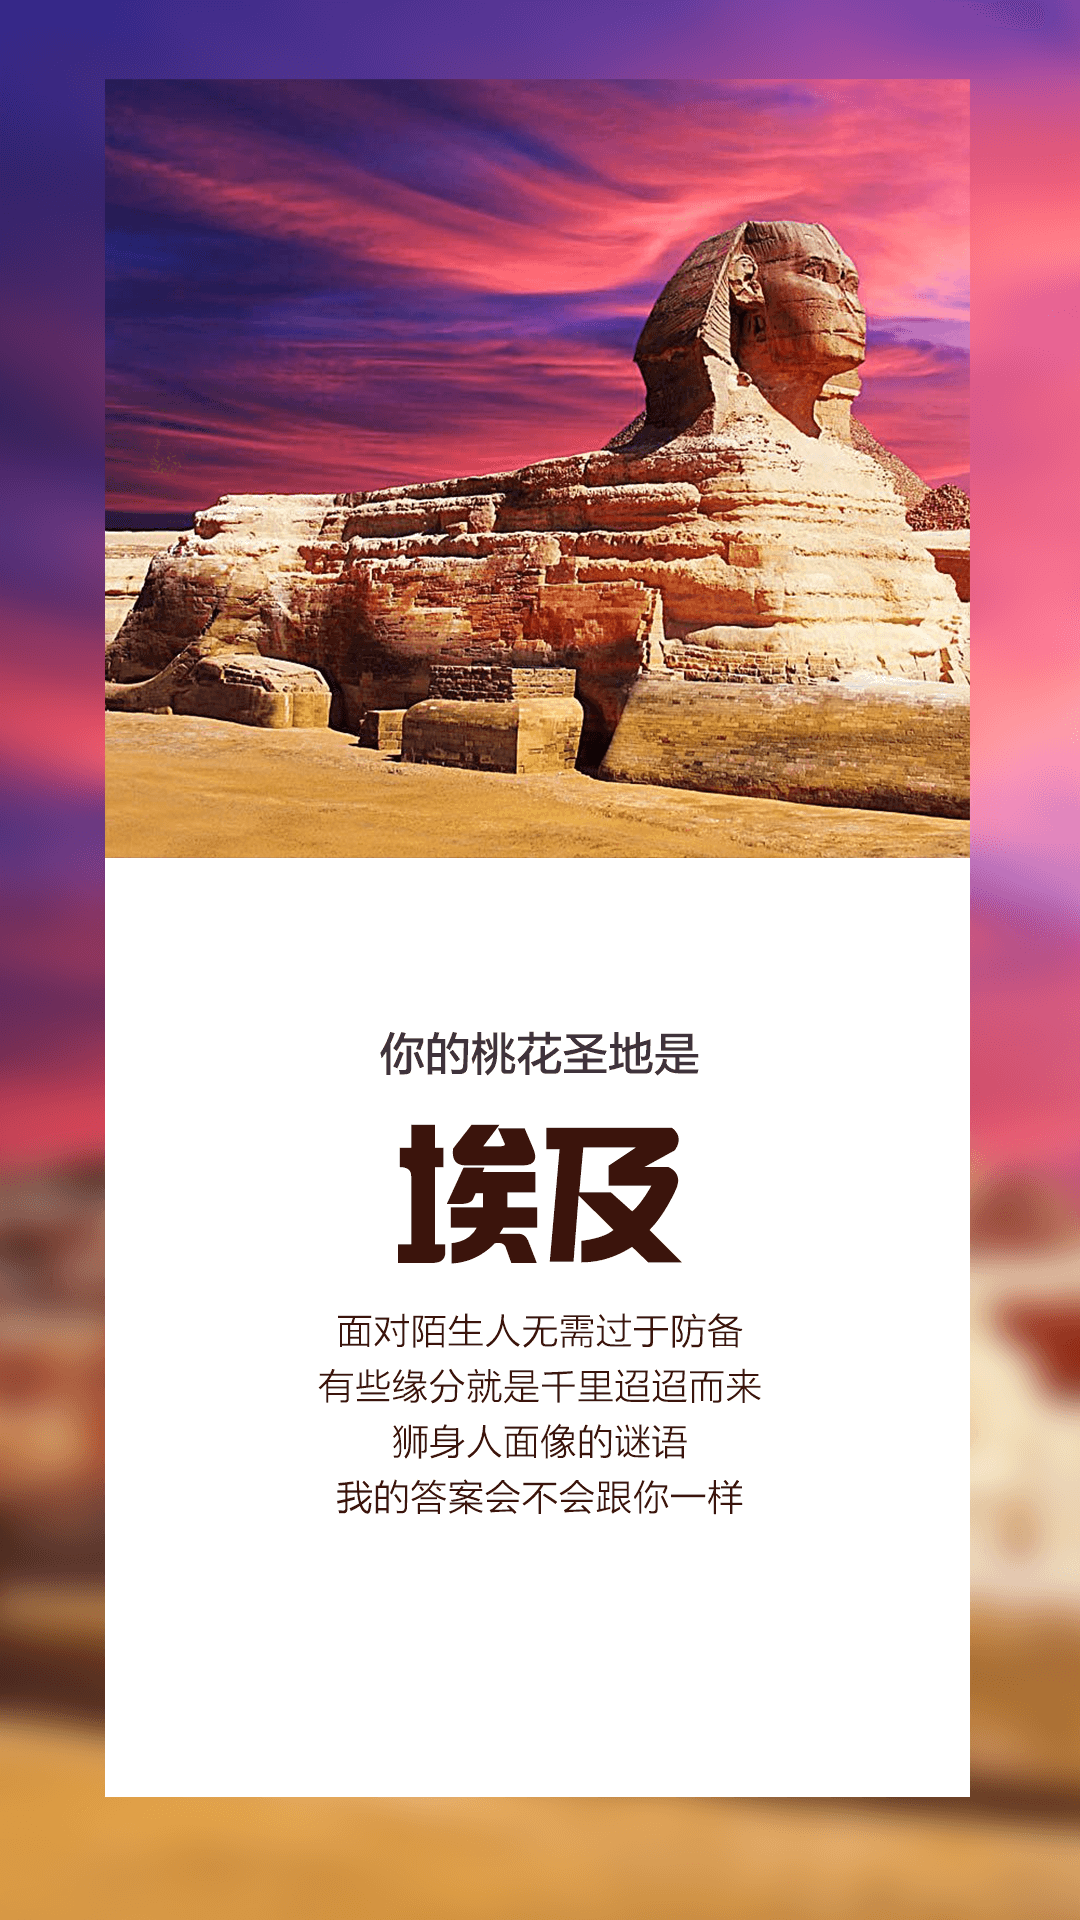 你的桃花圣地是
埃及
面对陌生人无需过于防备
有些缘分就是千里迢迢而来
狮身人面像的谜语
我的答案会不会跟你一样